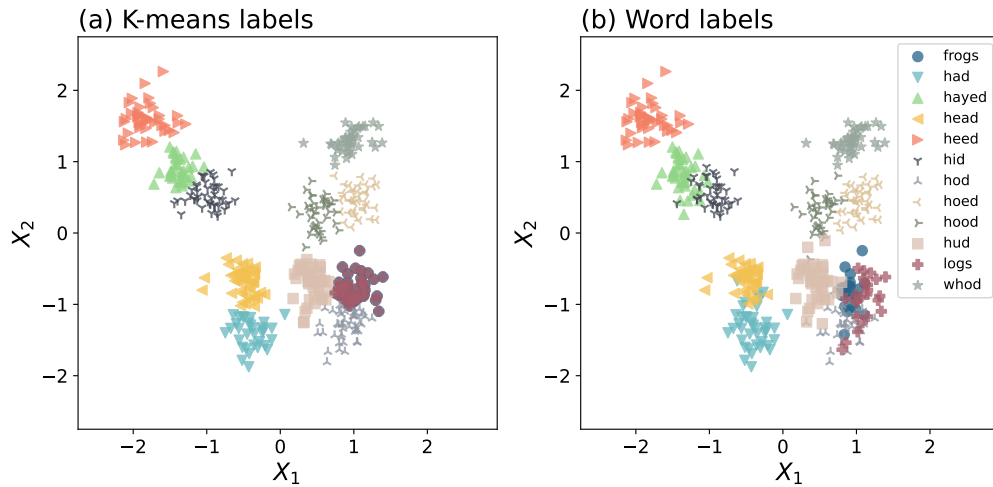 (a) K-means labels
(b) Word labels
2
1
0
−1
−2
X2
−2
−1
0
1
2
X1
2
1
0
−1
−2
X2
−2
−1
0
1
2
X1
frogs
had
hayed
head
heed
hid
hod
hoed
hood
hud
logs
whod